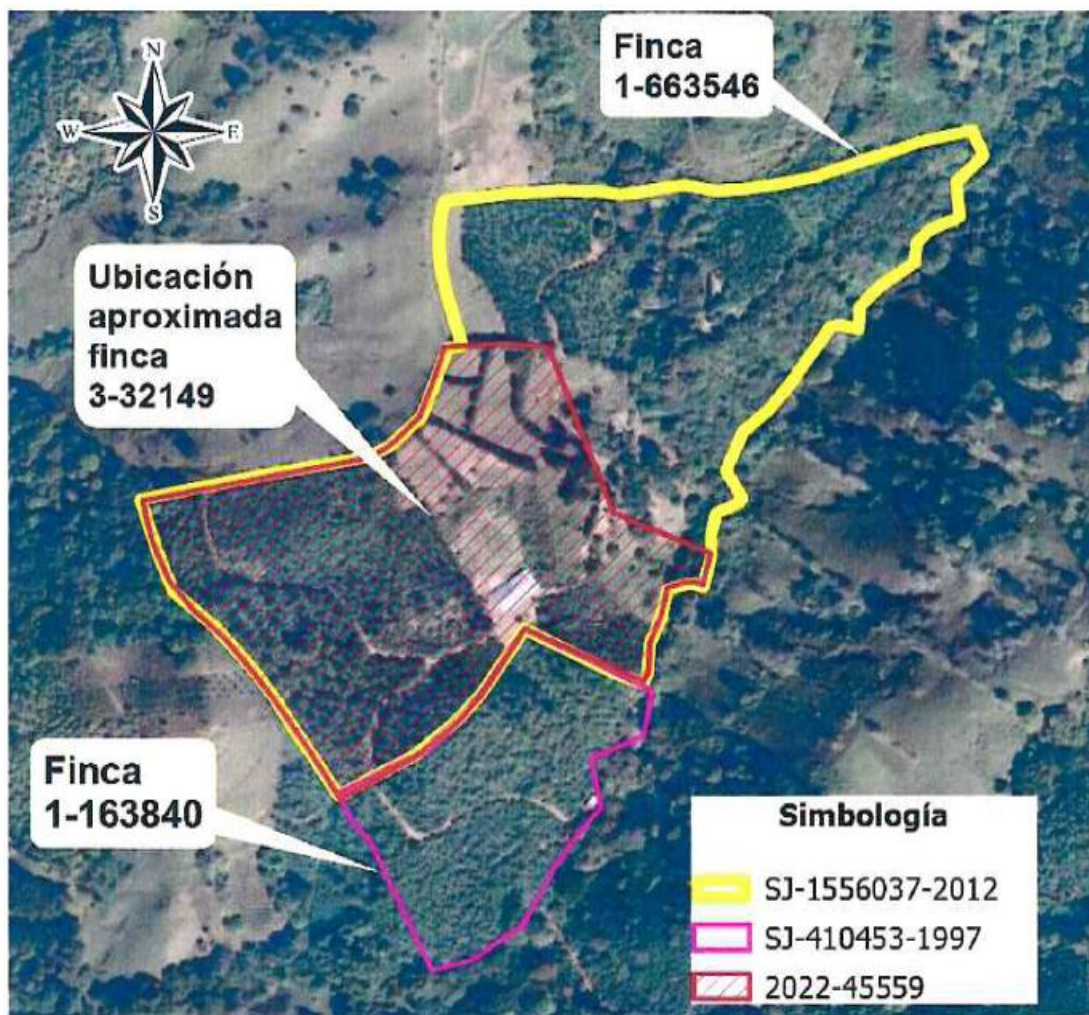 Finca
1-663546
N
W
E
S
Ubicación
aproximada
finca
3-32149
Finca
1-163840
Simbología
SJ-1556037-2012
SJ-410453-1997
2022-45559